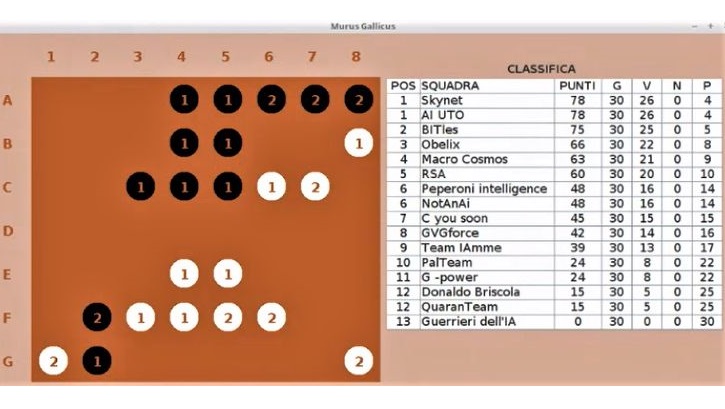 Murus Gallicus
1 2 3 4 5 6 7 8
A 1 1 2 2 2
B 1 1 1
C 1 1 1 1 2
D
E 1 1
F 2 1 1 2 2
G 2 1 2
CLASSIFICA
POS SQUADRA PUNTI G V N P
1 Skynet 78 30 26 0 4
1 AI UTO 78 30 26 0 4
2 BITles 75 30 25 0 5
3 Obelix 66 30 22 0 8
4 Macro Cosmos 63 30 21 0 9
5 RSA 60 30 20 0 10
6 Peperoni intelligence 48 30 16 0 14
6 NotAnAi 48 30 16 0 14
7 C you soon 45 30 15 0 15
8 GVGforce 42 30 14 0 16
9 Team IAmme 39 30 13 0 17
10 PalTeam 24 30 8 0 22
11 G -power 24 30 8 0 22
12 Donaldo Briscola 15 30 5 0 25
12 QuaranTeam 15 30 5 0 25
13 Guerrieri dell'IA 0 30 0 0 30